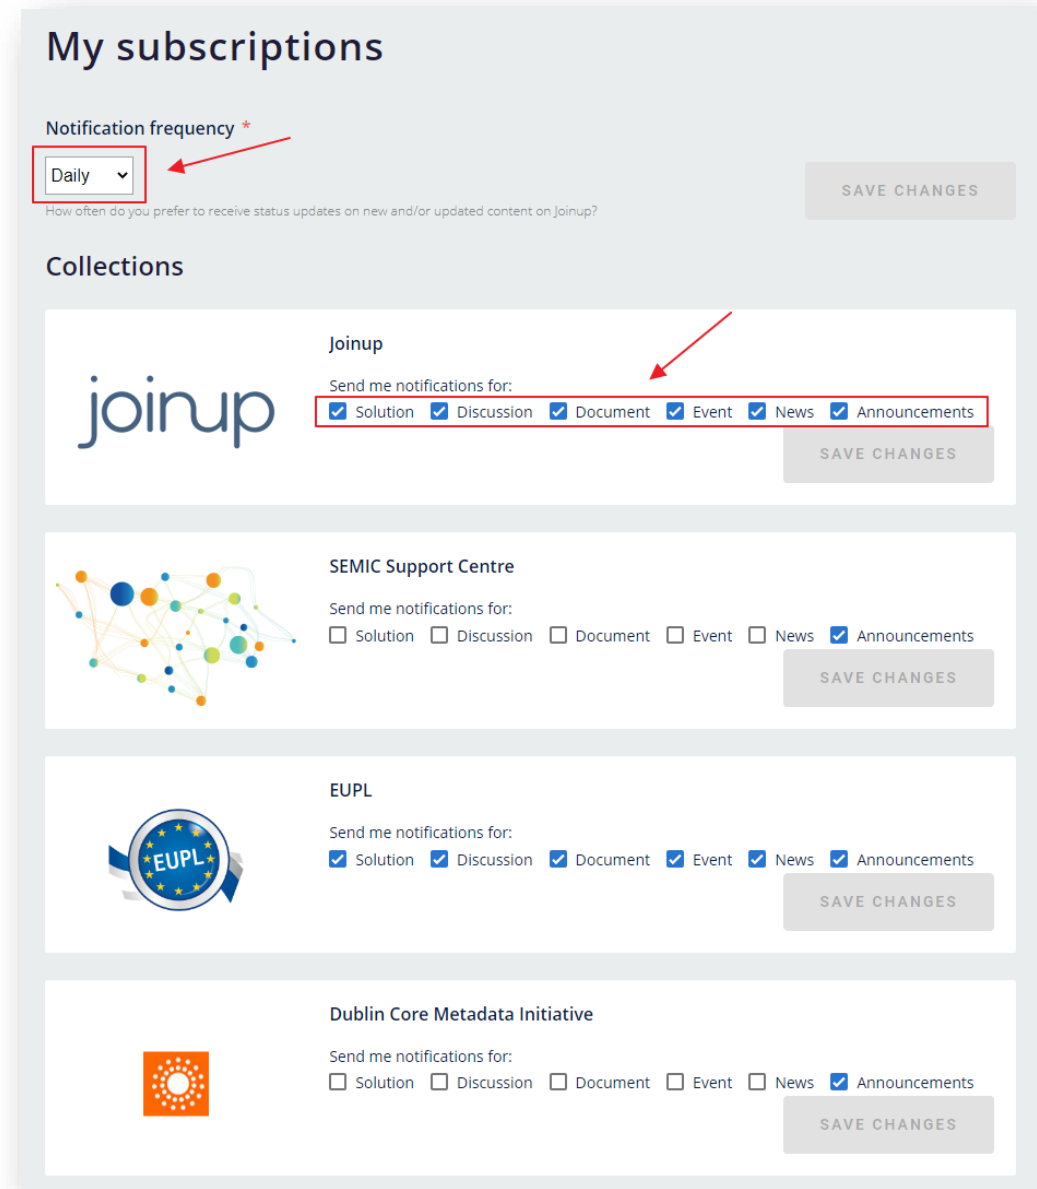 My subscriptions
Notification frequency *
Daily
SAVE CHANGES
How often do you prefer to receive status updates on new and/or updated content on Joinup?
Collections
joinup
Joinup
Send me notifications for:
Solution Discussion Document Event News Announcements
SAVE CHANGES
SEMIC Support Centre
Send me notifications for:
Solution Discussion Document Event News Announcements
SAVE CHANGES
EUPL
EUPL
Send me notifications for:
Solution Discussion Document Event News Announcements
SAVE CHANGES
Dublin Core Metadata Initiative
Send me notifications for:
Solution Discussion Document Event News Announcements
SAVE CHANGES